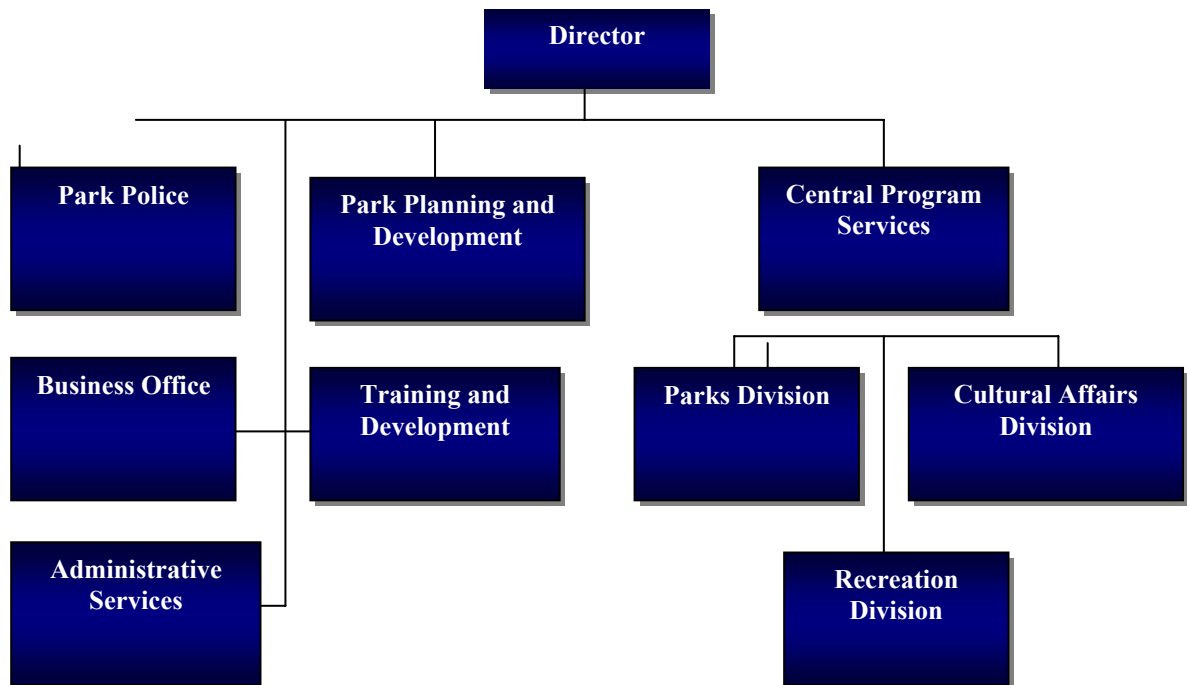 Director
Park Police
Park Planning and
Development
Central Program
Services
Business Office
Training and
Development
Parks Division
Cultural Affairs
Division
Administrative
Services
Recreation
Division